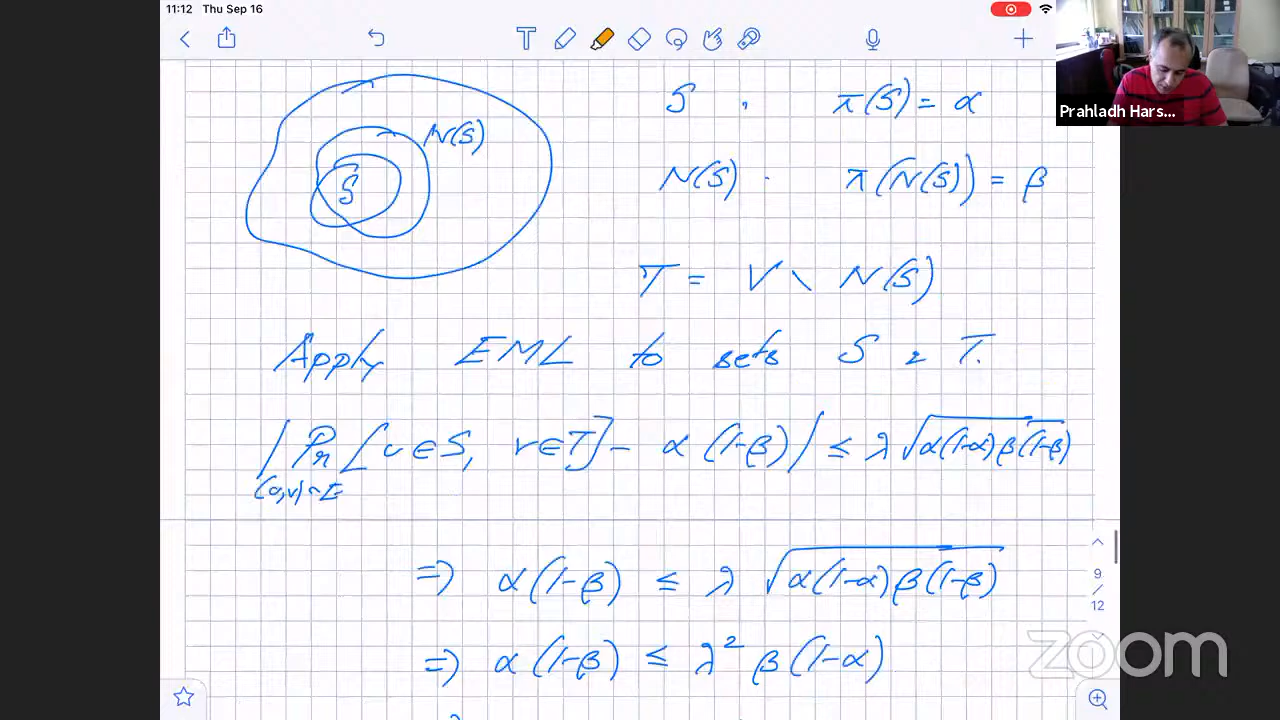 11:12 Thu Sep 16
Prahladh Hars...
S , π(S) = α
N(S)
S
N(S) . π(N(S)) = β
T = V \ N(S)
Apply EML to sets S & T.
| Pr [u ∈ S, v ∈ T] - α (1-β) | ≤ λ √α(1-α)β(1-β)
(u,v)~E
⇒ α(1-β) ≤ λ √α(1-α)β(1-β)
⇒ α(1-β) ≤ λ² β(1-α)
9
/
12
zoom